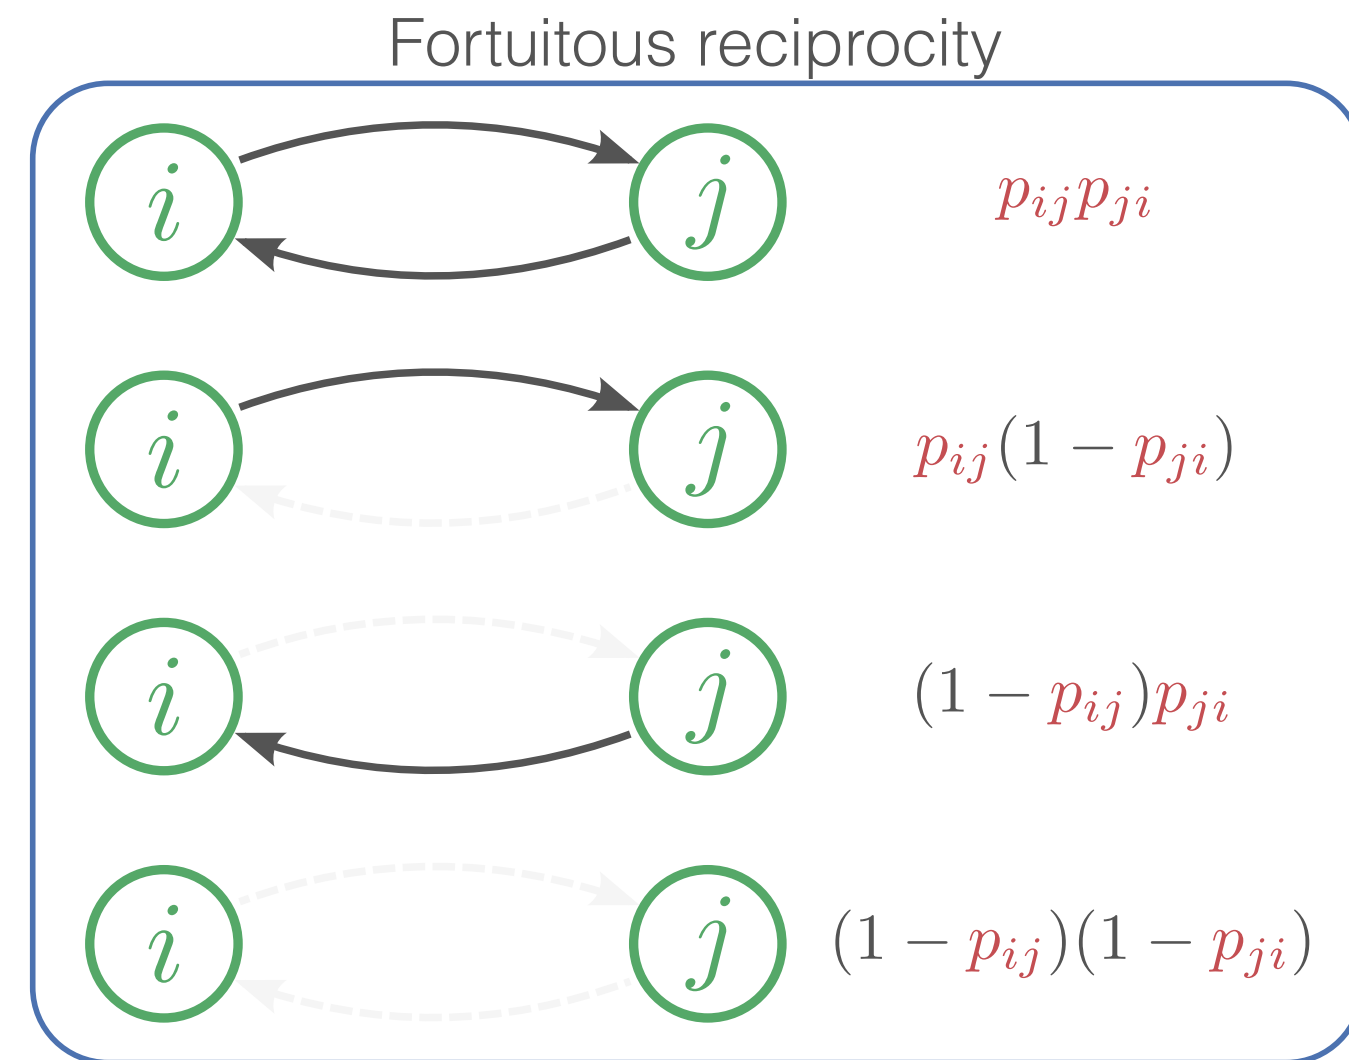 Fortuitous reciprocity
i j p_{ij}p_{ji}
i j p_{ij}(1 − p_{ji})
i j (1 − p_{ij})p_{ji}
i j (1 − p_{ij})(1 − p_{ji})